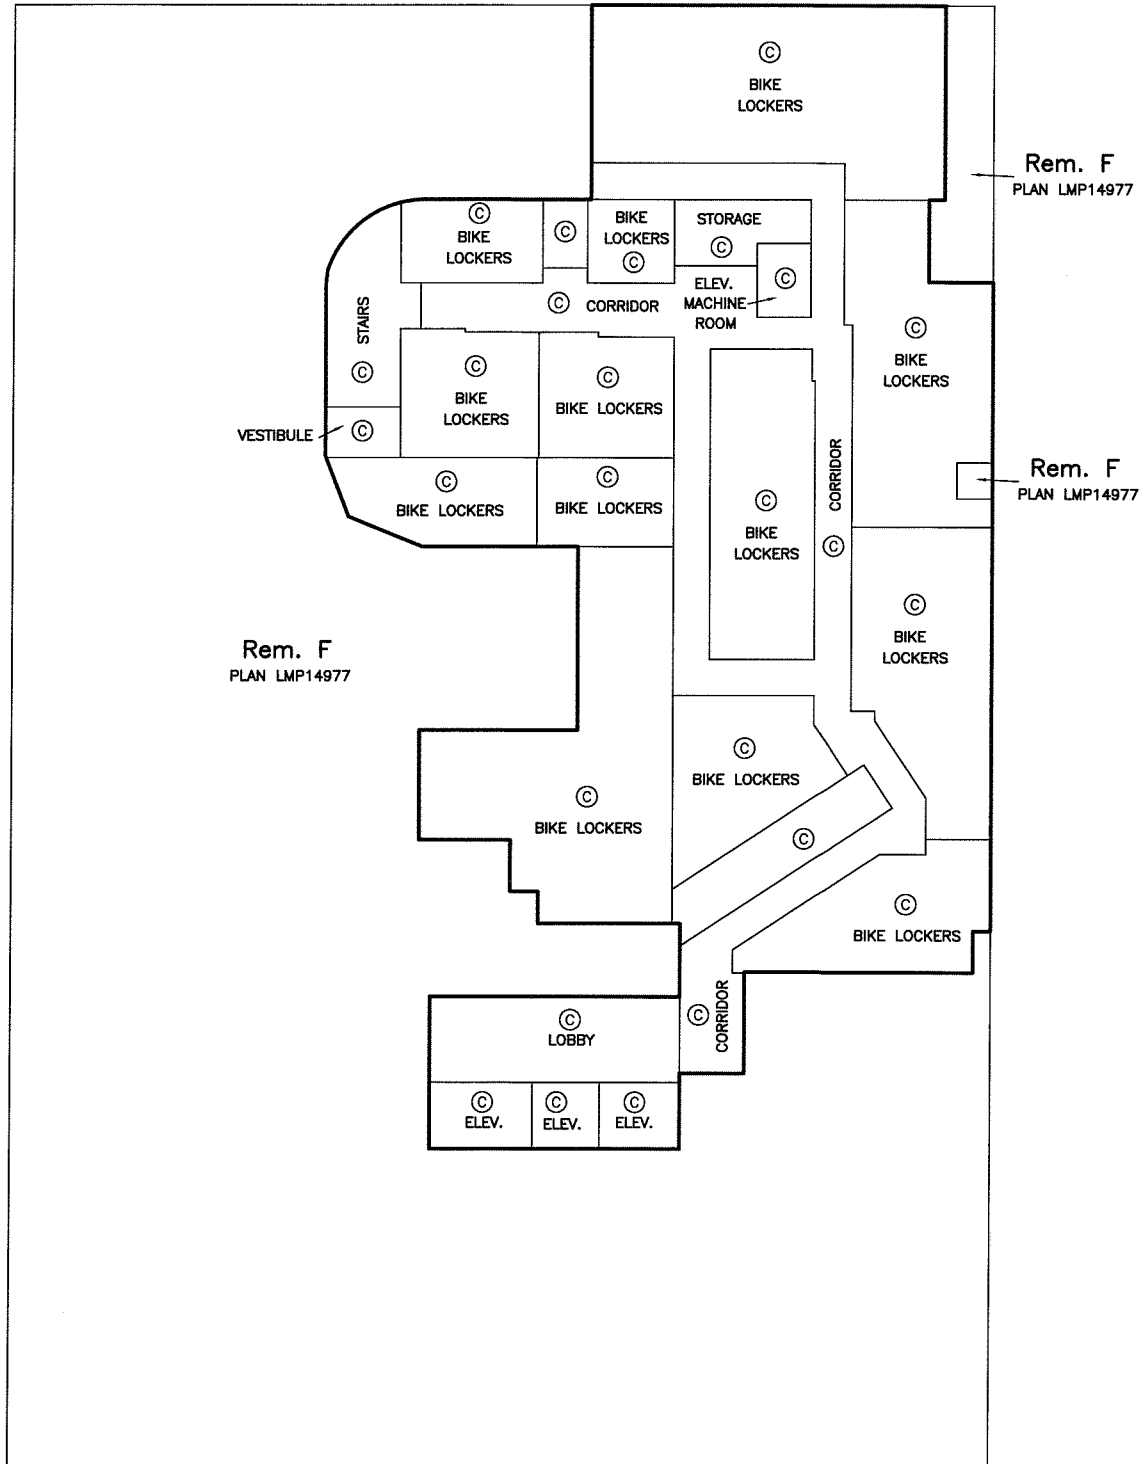 ©
BIKE
LOCKERS
Rem. F
PLAN LMP14977
©
BIKE
LOCKERS
©
BIKE
LOCKERS
©
STORAGE
©
ELEV.
MACHINE
ROOM
©
© CORRIDOR
STAIRS
©
VESTIBULE
©
©
BIKE
LOCKERS
©
BIKE LOCKERS
©
BIKE LOCKERS
©
BIKE LOCKERS
©
BIKE
LOCKERS
CORRIDOR
©
©
BIKE
LOCKERS
Rem. F
PLAN LMP14977
©
BIKE
LOCKERS
Rem. F
PLAN LMP14977
©
BIKE LOCKERS
©
BIKE LOCKERS
©
©
BIKE LOCKERS
©
CORRIDOR
©
LOBBY
©
ELEV.
©
ELEV.
©
ELEV.